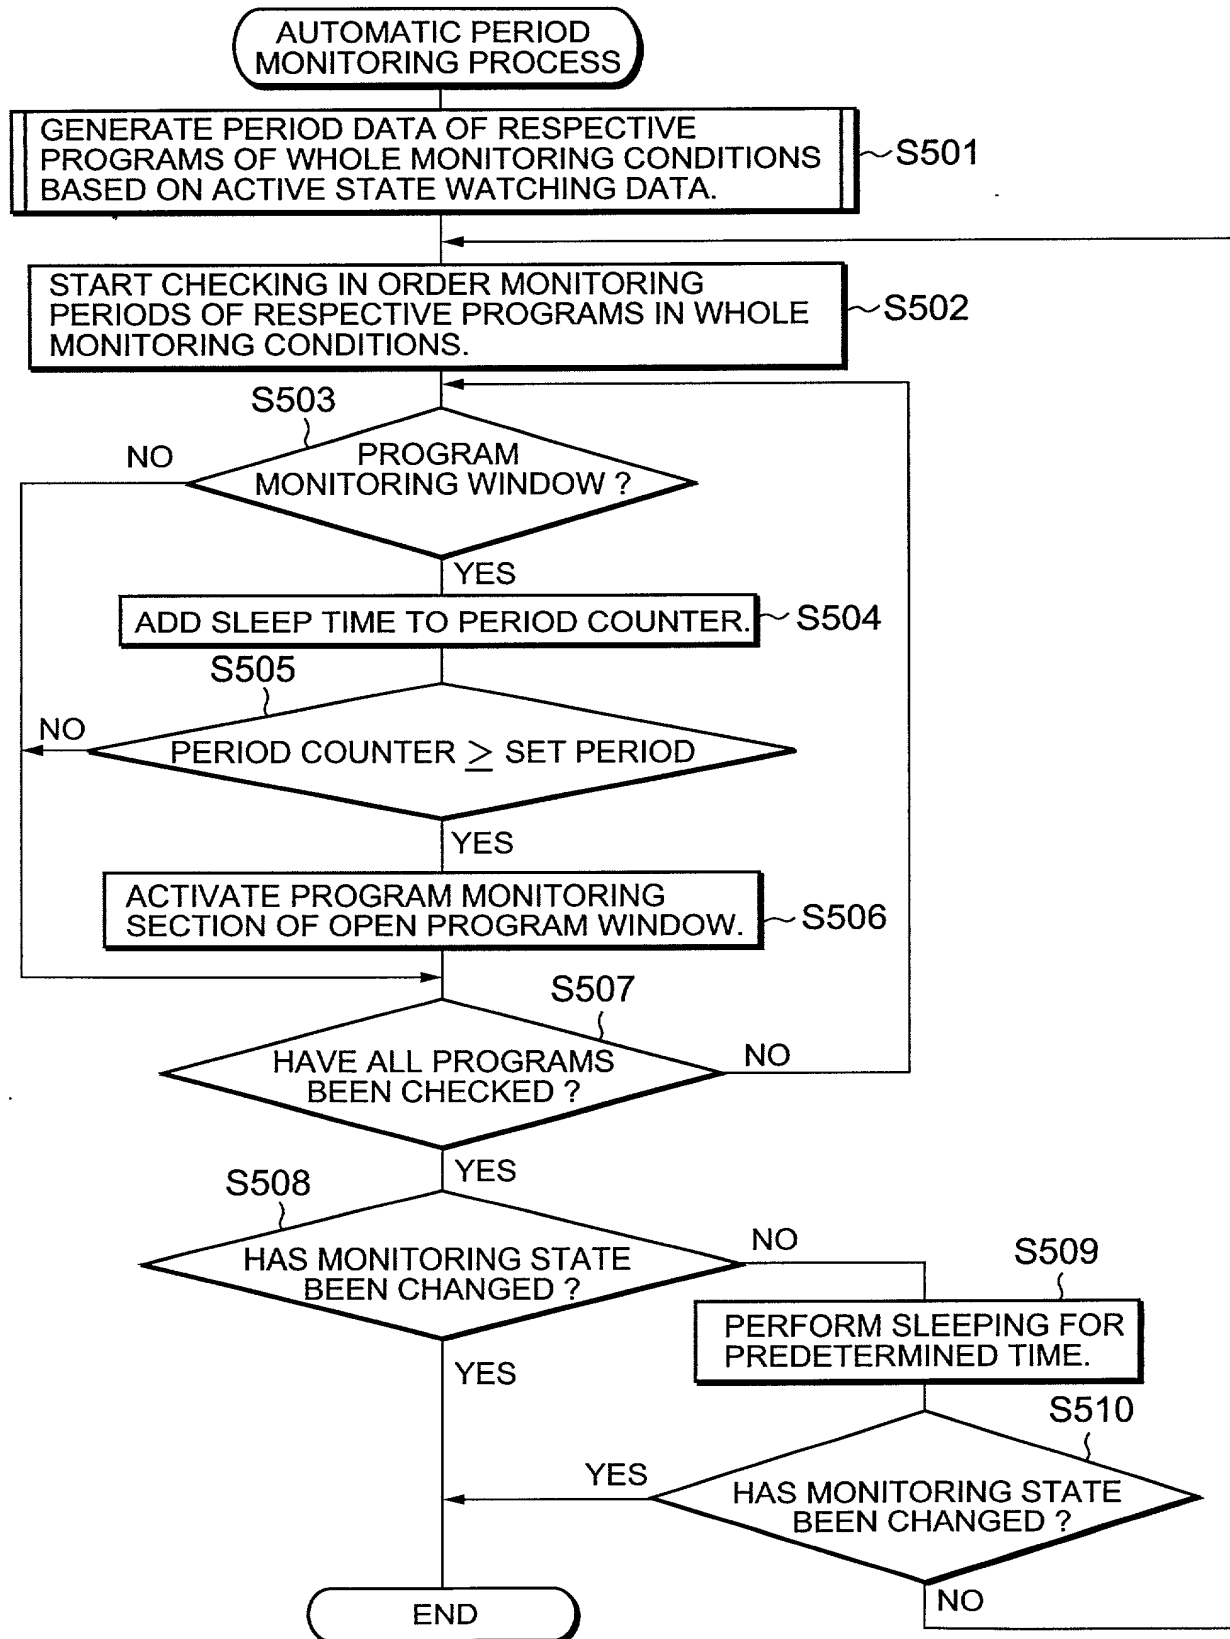 AUTOMATIC PERIOD
MONITORING PROCESS
GENERATE PERIOD DATA OF RESPECTIVE
PROGRAMS OF WHOLE MONITORING CONDITIONS
BASED ON ACTIVE STATE WATCHING DATA.
S501
START CHECKING IN ORDER MONITORING
PERIODS OF RESPECTIVE PROGRAMS IN WHOLE
MONITORING CONDITIONS.
S502
S503
NO
PROGRAM
MONITORING WINDOW ?
YES
ADD SLEEP TIME TO PERIOD COUNTER.
S504
S505
NO
PERIOD COUNTER ≥ SET PERIOD
YES
ACTIVATE PROGRAM MONITORING
SECTION OF OPEN PROGRAM WINDOW.
S506
S507
HAVE ALL PROGRAMS
BEEN CHECKED ?
NO
YES
S508
HAS MONITORING STATE
BEEN CHANGED ?
NO
YES
S509
PERFORM SLEEPING FOR
PREDETERMINED TIME.
S510
YES
HAS MONITORING STATE
BEEN CHANGED ?
NO
END